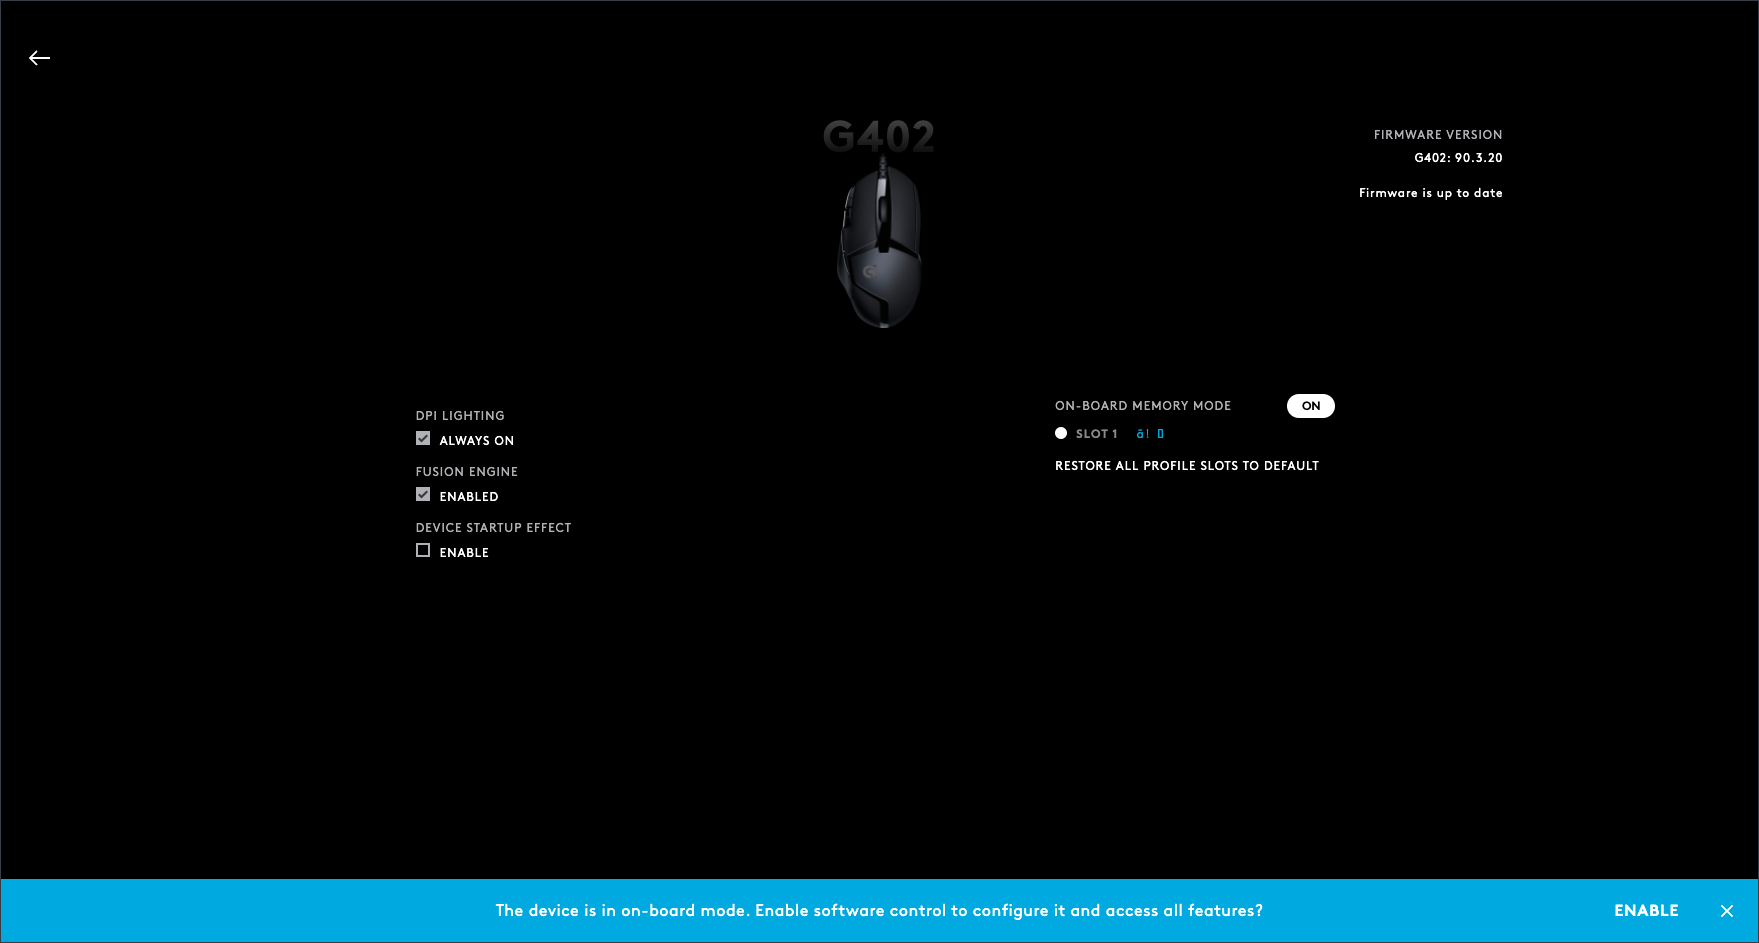 G402
FIRMWARE VERSION
G402: 90.3.20
Firmware is up to date
DPI LIGHTING
ALWAYS ON
FUSION ENGINE
ENABLED
DEVICE STARTUP EFFECT
ENABLE
ON-BOARD MEMORY MODE ON
SLOT 1
RESTORE ALL PROFILE SLOTS TO DEFAULT
The device is in on-board mode. Enable software control to configure it and access all features? ENABLE